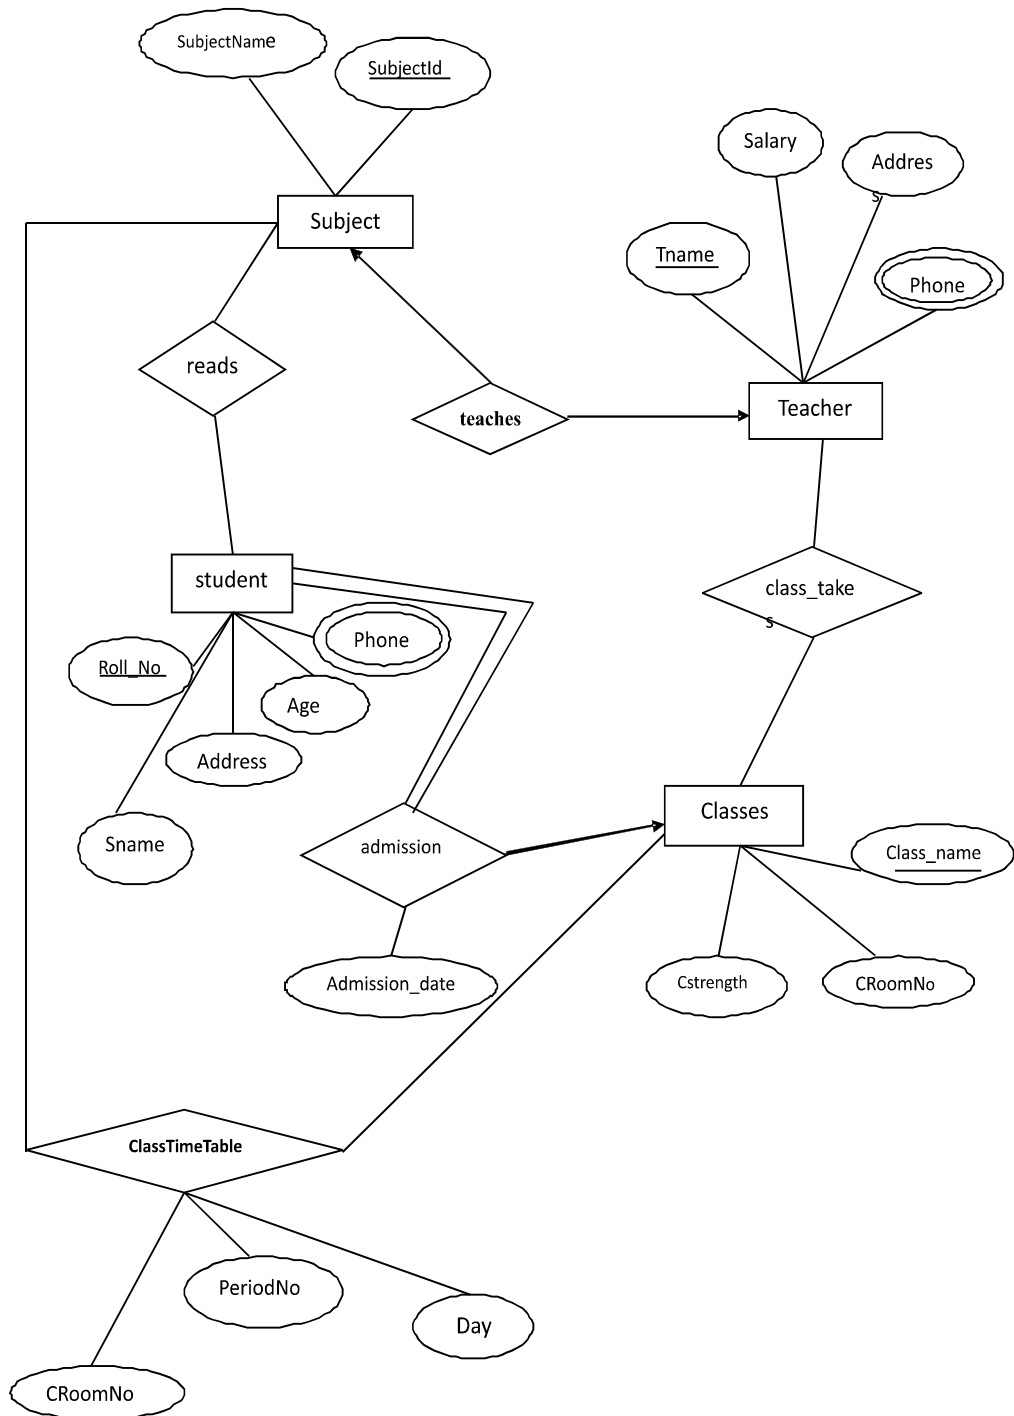 SubjectName
SubjectId
Salary
Addres
s
Subject
Tname
Phone
reads
teaches
Teacher
student
class_take
s
Phone
Roll_No
Age
Address
Sname
admission
Classes
Class_name
Admission_date
Cstrength
CRoomNo
ClassTimeTable
PeriodNo
Day
CRoomNo